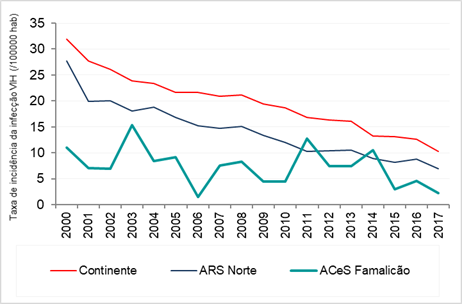 Taxa de incidência da infecção VIH (/100000 hab)
35
30
25
20
15
10
5
0
2000 2001 2002 2003 2004 2005 2006 2007 2008 2009 2010 2011 2012 2013 2014 2015 2016 2017
Continente ARS Norte ACeS Famalicão